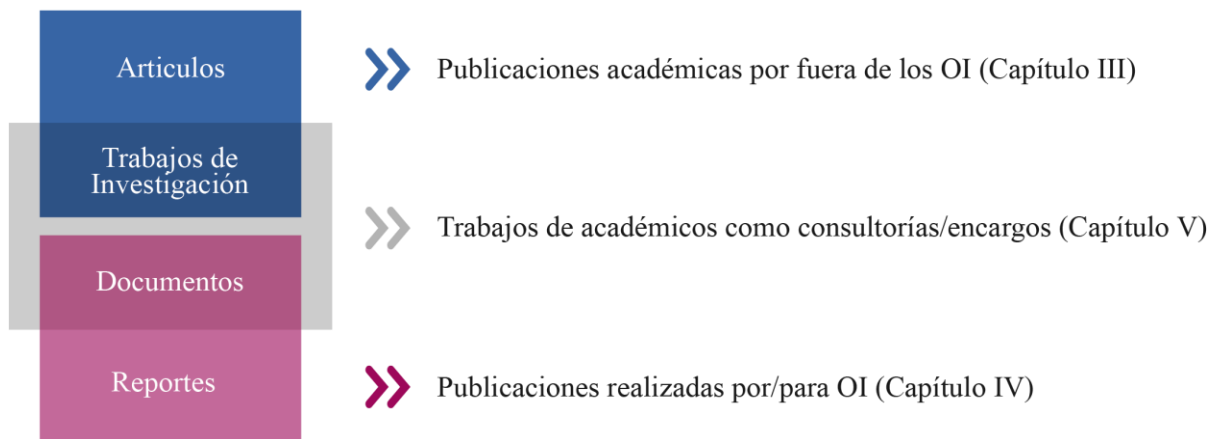 Articulos
Publicaciones académicas por fuera de los OI (Capítulo III)
Trabajos de
Investigación
Trabajos de académicos como consultorías/encargos (Capítulo V)
Documentos
Reportes
Publicaciones realizadas por/para OI (Capítulo IV)